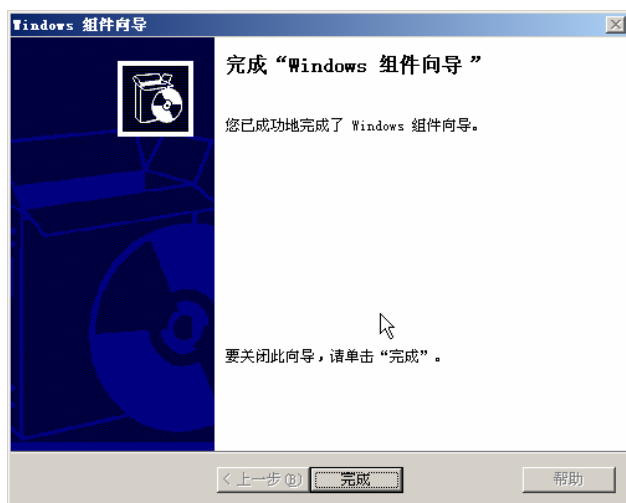 Windows 组件向导
完成“Windows 组件向导”
您已成功地完成了 Windows 组件向导。
要关闭此向导，请单击“完成”。
< 上一步(B)
完成
帮助